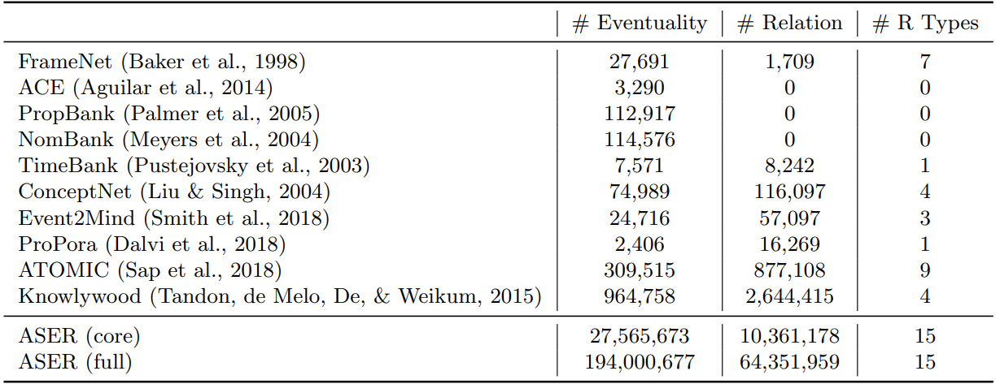 # Eventuality # Relation # R Types
FrameNet (Baker et al., 1998) 27,691 1,709 7
ACE (Aguilar et al., 2014) 3,290 0 0
PropBank (Palmer et al., 2005) 112,917 0 0
NomBank (Meyers et al., 2004) 114,576 0 0
TimeBank (Pustejovsky et al., 2003) 7,571 8,242 1
ConceptNet (Liu & Singh, 2004) 74,989 116,097 4
Event2Mind (Smith et al., 2018) 24,716 57,097 3
ProPora (Dalvi et al., 2018) 2,406 16,269 1
ATOMIC (Sap et al., 2018) 309,515 877,108 9
Knowlywood (Tandon, de Melo, De, & Weikum, 2015) 964,758 2,644,415 4
ASER (core) 27,565,673 10,361,178 15
ASER (full) 194,000,677 64,351,959 15